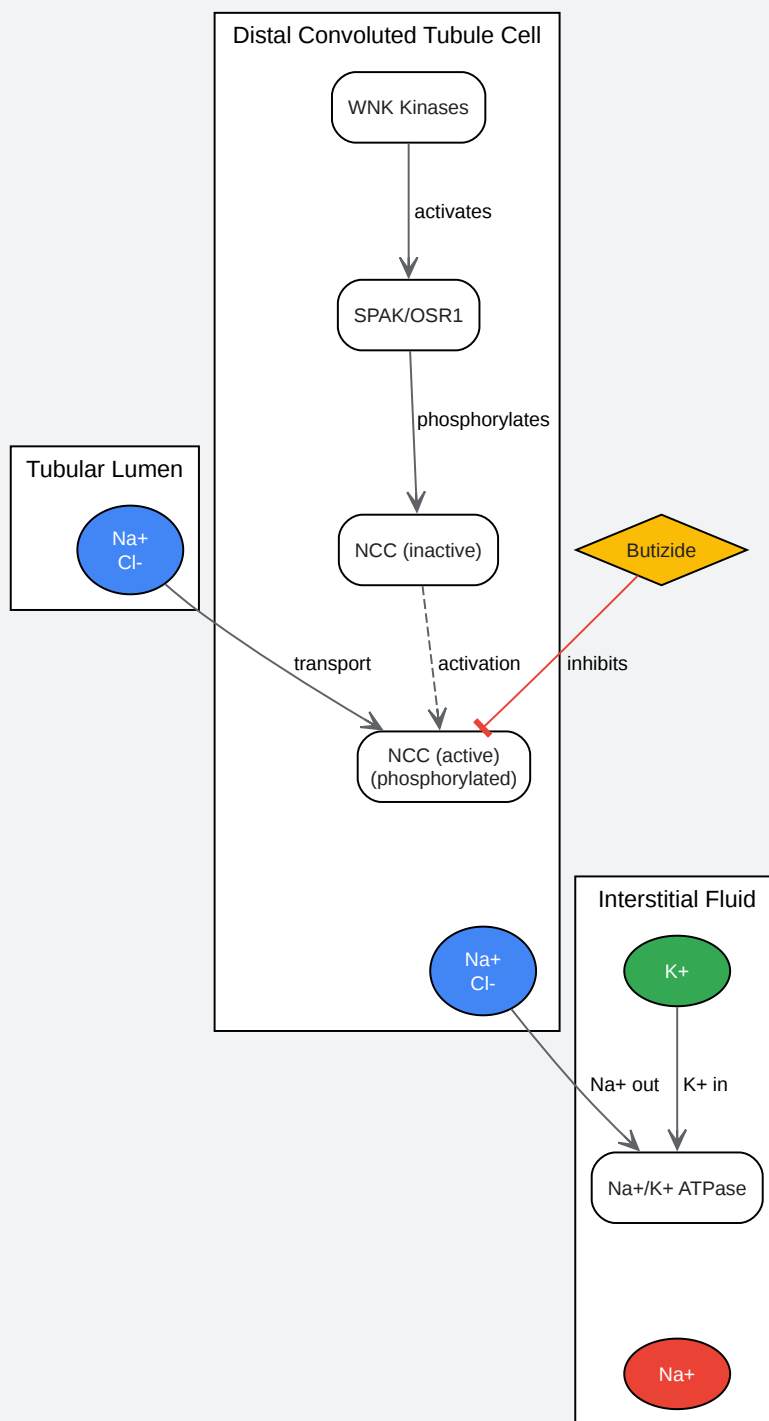 Distal Convoluted Tubule Cell
WNK Kinases
activates
SPAK/OSR1
phosphorylates
Tubular Lumen
Na+
Cl-
NCC (inactive)
Butizide
transport
activation
inhibits
NCC (active)
(phosphorylated)
Interstitial Fluid
Na+
Cl-
K+
Na+ out
K+ in
Na+/K+ ATPase
Na+